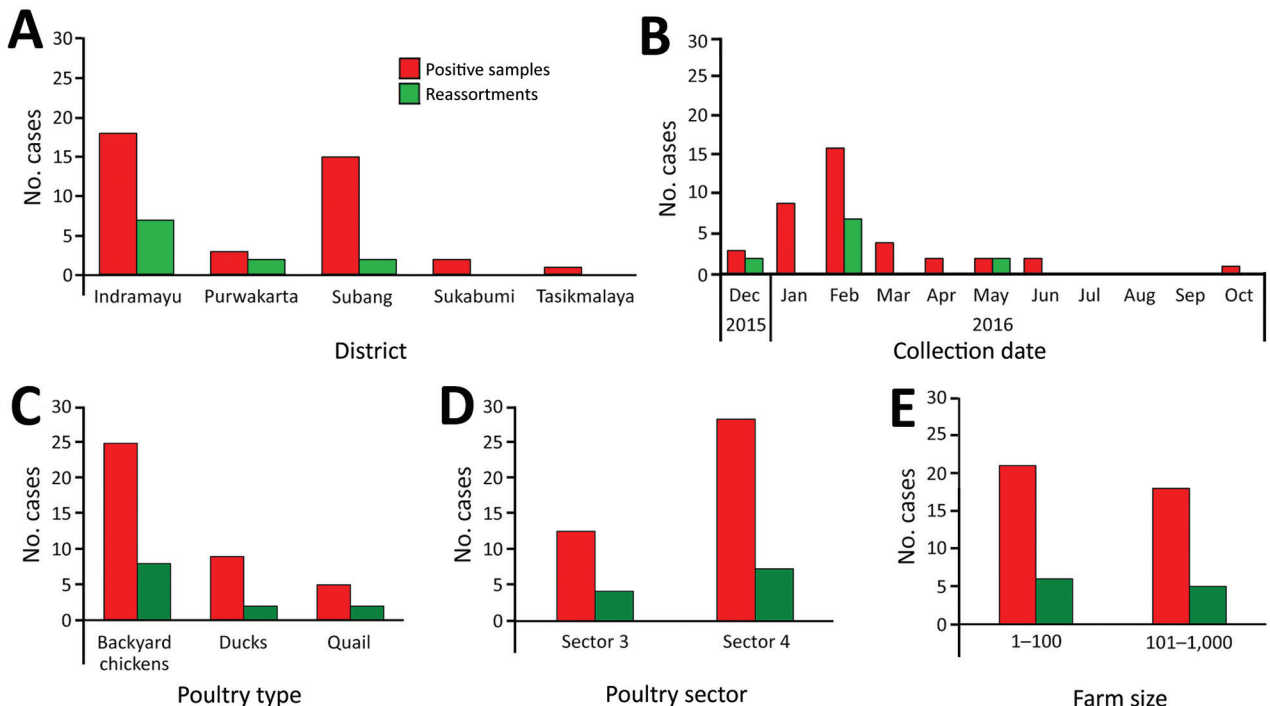 A
30
25
20
15
10
5
0
No. cases
Positive samples
Reassortments
Indramayu Purwakarta Subang Sukabumi Tasikmalaya
District
B
30
25
20
15
10
5
0
No. cases
Dec Jan Feb Mar Apr May Jun Jul Aug Sep Oct
2015 2016
Collection date
C
30
25
20
15
10
5
0
No. cases
Backyard Ducks Quail
chickens
Poultry type
D
30
25
20
15
10
5
0
No. cases
Sector 3 Sector 4
Poultry sector
E
30
25
20
15
10
5
0
No. cases
1–100 101–1,000
Farm size